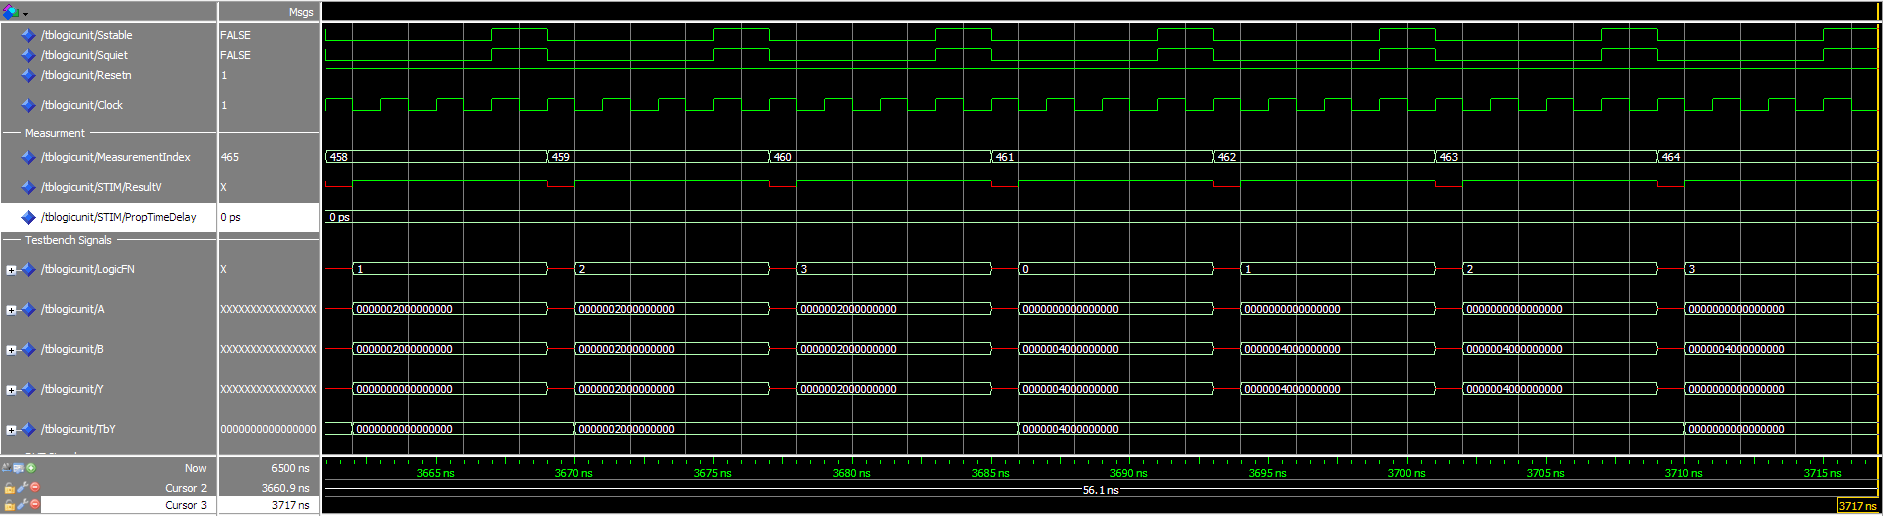 Msgs
/tblogicunit/Sstable FALSE
/tblogicunit/Squiet FALSE
/tblogicunit/Resetn 1
/tblogicunit/Clock 1
Measurment
/tblogicunit/MeasurementIndex 465 458 459 460 461 462 463 464
/tblogicunit/STIM/ResultV X
/tblogicunit/STIM/PropTimeDelay 0 ps 0 ps
Testbench Signals
/tblogicunit/LogicFN X 1 2 3 0 1 2 3
/tblogicunit/A XXXXXXXXXXXXXXXX 0000002000000000 0000002000000000 0000002000000000 0000000000000000 0000000000000000 0000000000000000 0000000000000000
/tblogicunit/B XXXXXXXXXXXXXXXX 0000002000000000 0000002000000000 0000002000000000 0000004000000000 0000004000000000 0000004000000000 0000004000000000
/tblogicunit/Y XXXXXXXXXXXXXXXX 0000000000000000 0000002000000000 0000002000000000 0000004000000000 0000004000000000 0000004000000000 0000000000000000
/tblogicunit/TbY 0000000000000000 0000000000000000 0000002000000000 0000004000000000 0000000000000000
Now 6500 ns 3665 ns 3670 ns 3675 ns 3680 ns 3685 ns 3690 ns 3695 ns 3700 ns 3705 ns 3710 ns 3715 ns
Cursor 2 3660.9 ns 56.1 ns
Cursor 3 3717 ns 3717 ns